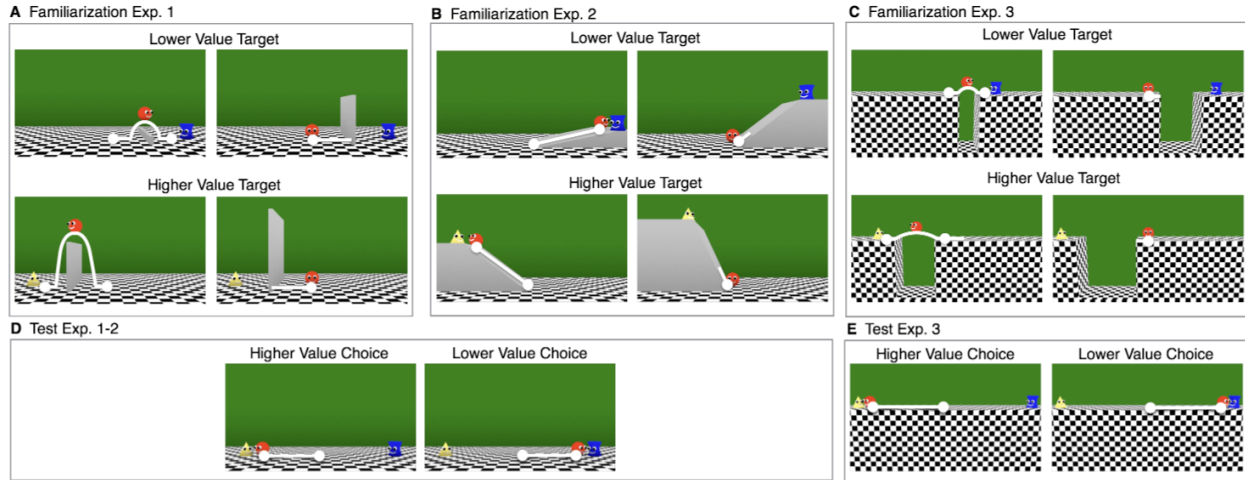 A Familiarization Exp. 1
Lower Value Target
Higher Value Target
B Familiarization Exp. 2
Lower Value Target
Higher Value Target
C Familiarization Exp. 3
Lower Value Target
Higher Value Target
D Test Exp. 1-2
Higher Value Choice Lower Value Choice
E Test Exp. 3
Higher Value Choice Lower Value Choice